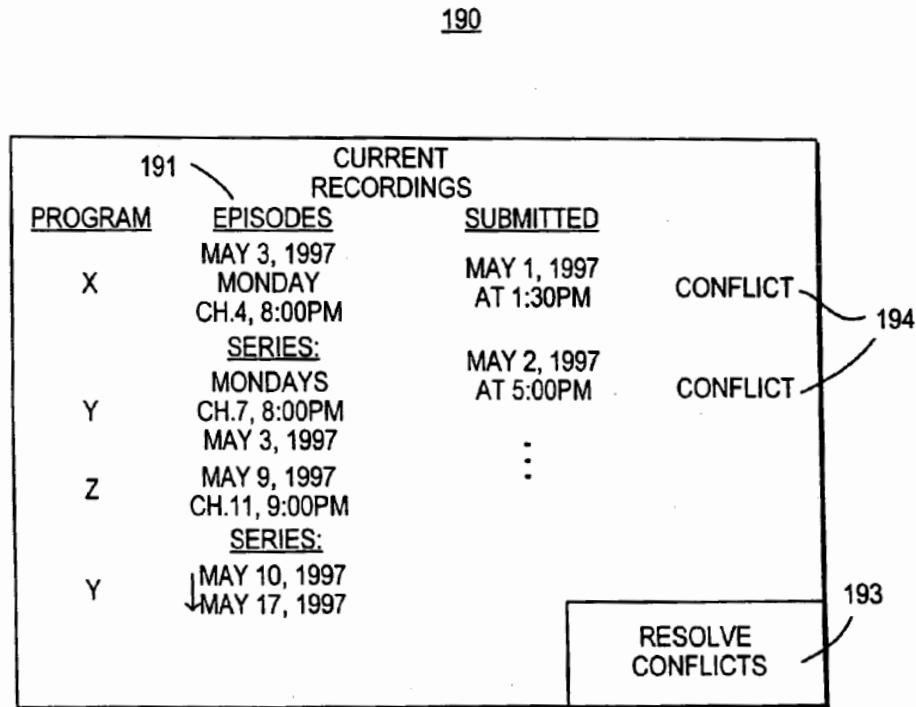 190
191
CURRENT
RECORDINGS
PROGRAM EPISODES SUBMITTED
MAY 3, 1997
X MONDAY MAY 1, 1997
CH.4, 8:00PM AT 1:30PM CONFLICT
194
SERIES:
MONDAYS MAY 2, 1997
Y CH.7, 8:00PM AT 5:00PM CONFLICT
MAY 3, 1997
Z MAY 9, 1997
CH.11, 9:00PM
SERIES:
Y MAY 10, 1997
MAY 17, 1997
193
RESOLVE
CONFLICTS